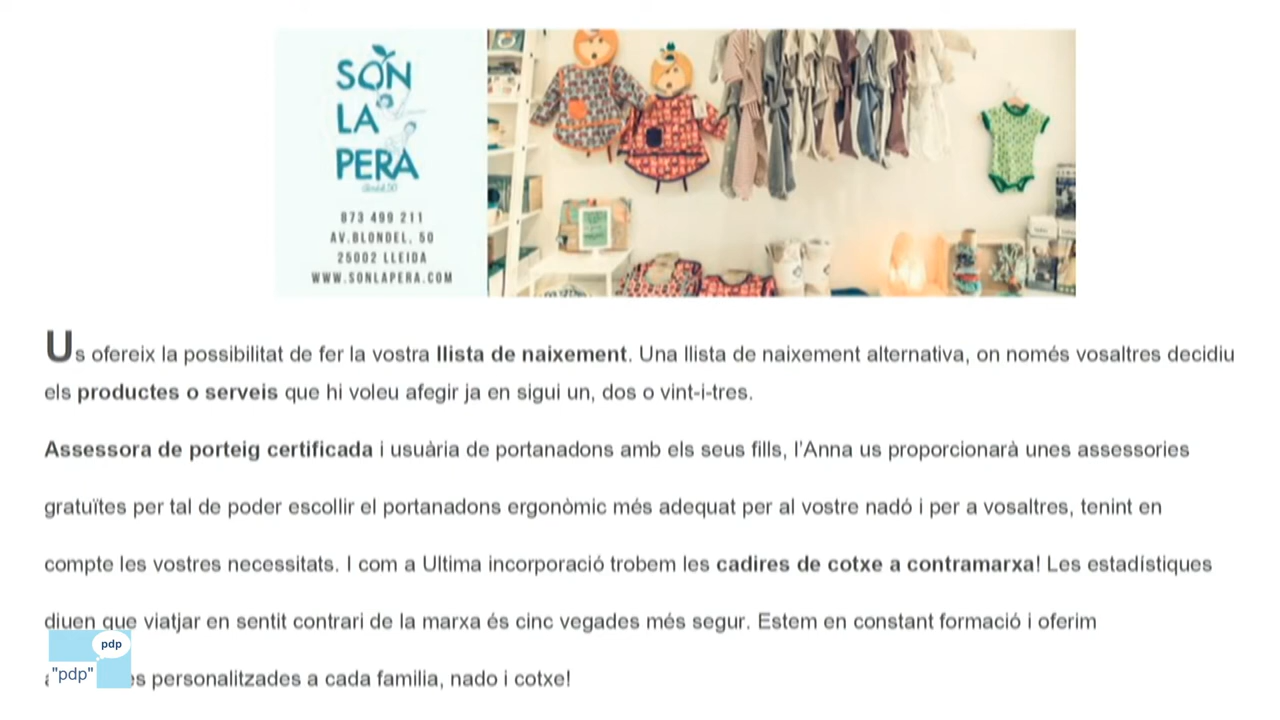 SON
LA
PERA
873 499 211
AV.BLONDEL, 50
25002 LLEIDA
WWW.SONLAPERA.COM
Us ofereix la possibilitat de fer la vostra llista de naixement. Una llista de naixement alternativa, on només vosaltres decidiu
els productes o serveis que hi voleu afegir ja en sigui un, dos o vint-i-tres.
Assessora de porteig certificada i usuària de portanadons amb els seus fills, l'Anna us proporcionarà unes assessories
gratuïtes per tal de poder escollir el portanadons ergonòmic més adequat per al vostre nadó i per a vosaltres, tenint en
compte les vostres necessitats. I com a Ultima incorporació trobem les cadires de cotxe a contramarxa! Les estadístiques
diuen que viatjar en sentit contrari de la marxa és cinc vegades més segur. Estem en constant formació i oferim
personalitzades a cada familia, nado i cotxe!
pdp
"pdp"